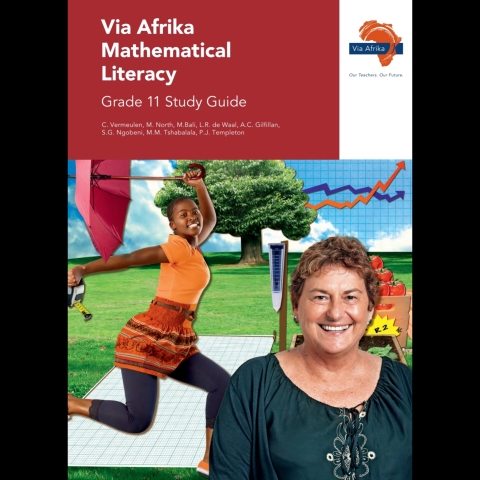 Via Afrika
Mathematical
Literacy
Grade 11 Study Guide
C. Vermeulen, M. North, M.Bali, L.R. de Waal, A.C. Gilfillan,
S.G. Ngobeni, M.M. Tshabalala, P.J. Templeton
Via Afrika
Our Teachers. Our Future.
R2